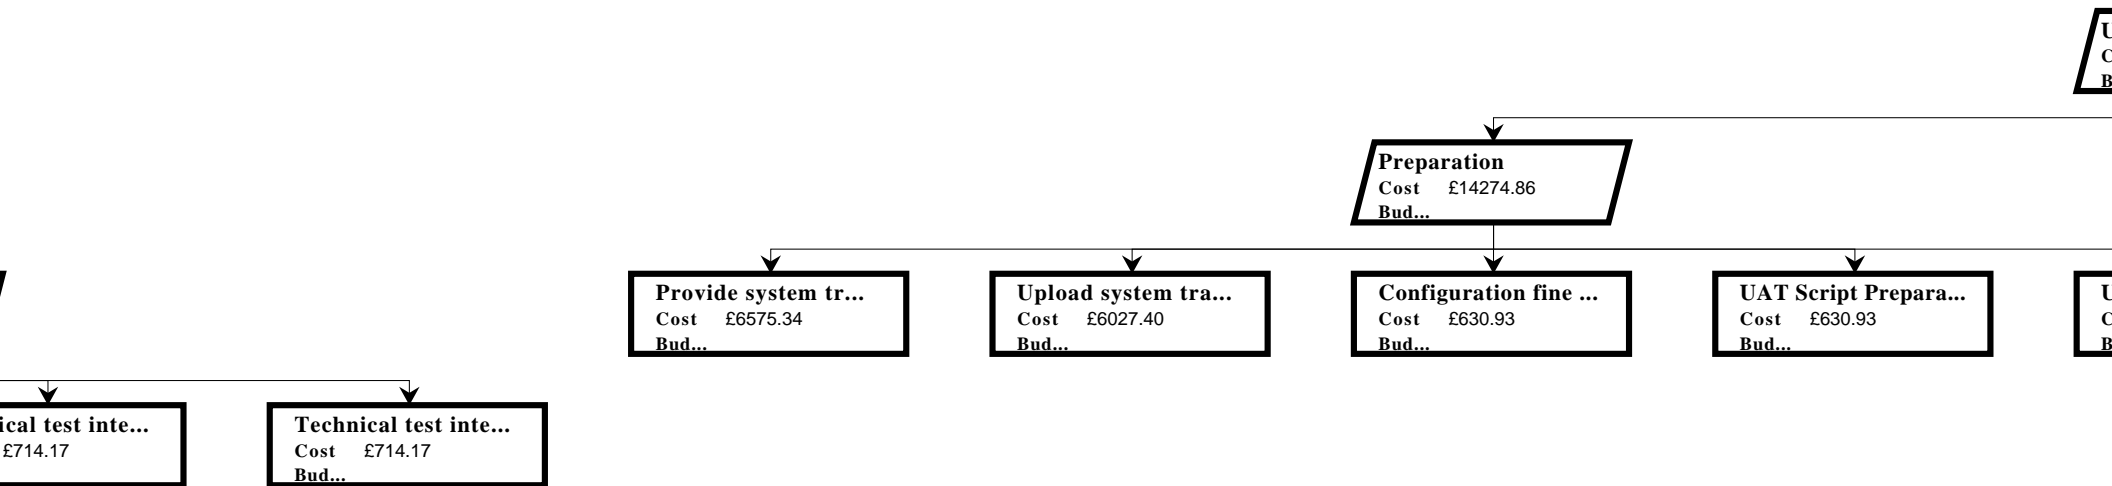 Preparation
Cost £14274.86
Bud...
Provide system tr...
Cost £6575.34
Bud...
Upload system tra...
Cost £6027.40
Bud...
Configuration fine ...
Cost £630.93
Bud...
UAT Script Prepara...
Cost £630.93
Bud...
ical test inte...
£714.17
Technical test inte...
Cost £714.17
Bud...